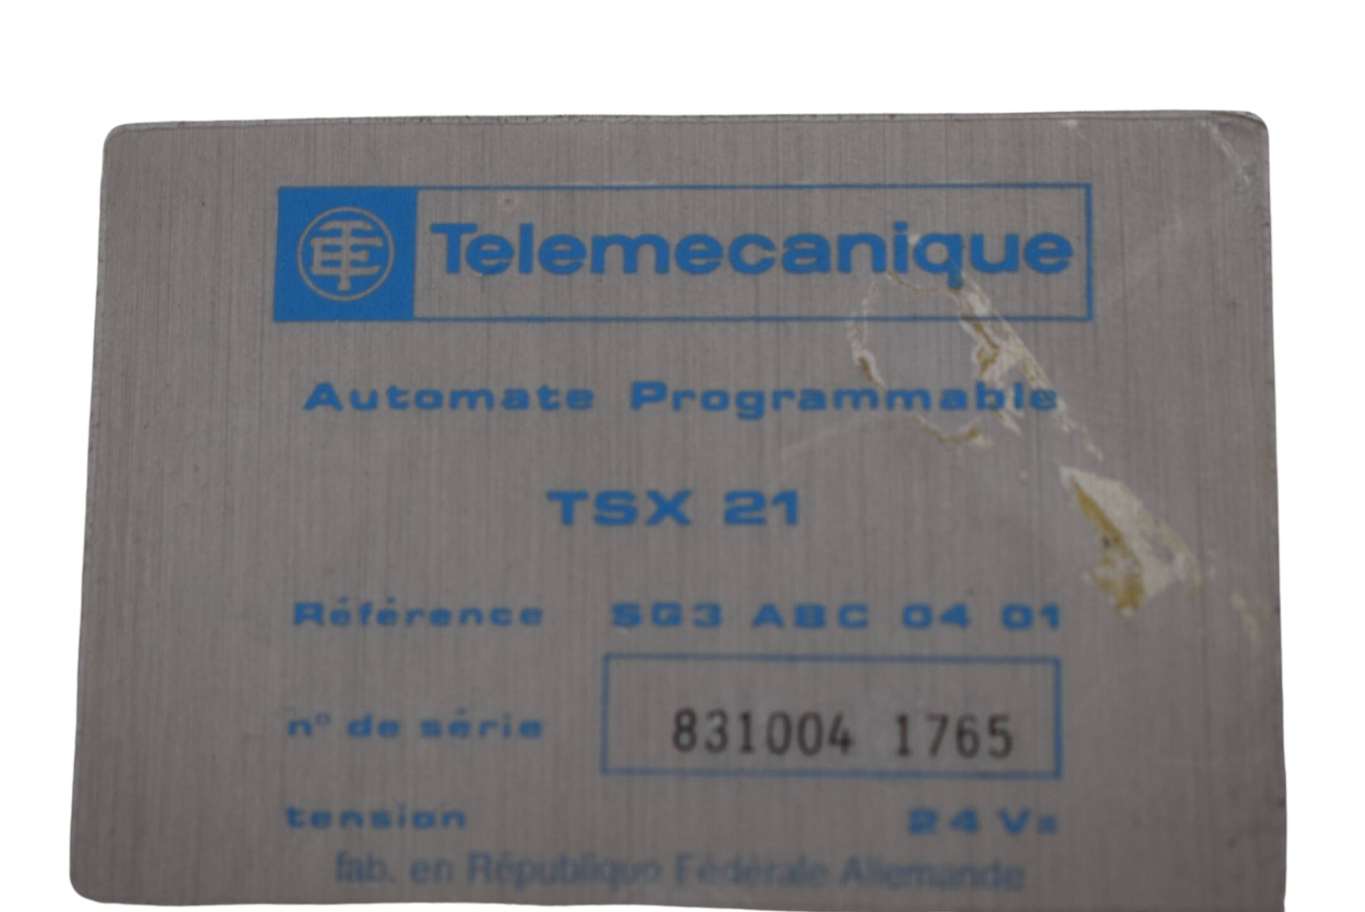 Telemecanique
Automate Programmable
TSX 21
Référence SG3 ABC 04 01
n° de série 831004 1765
tension 24 V=
fab. en République Fédérale Allemande